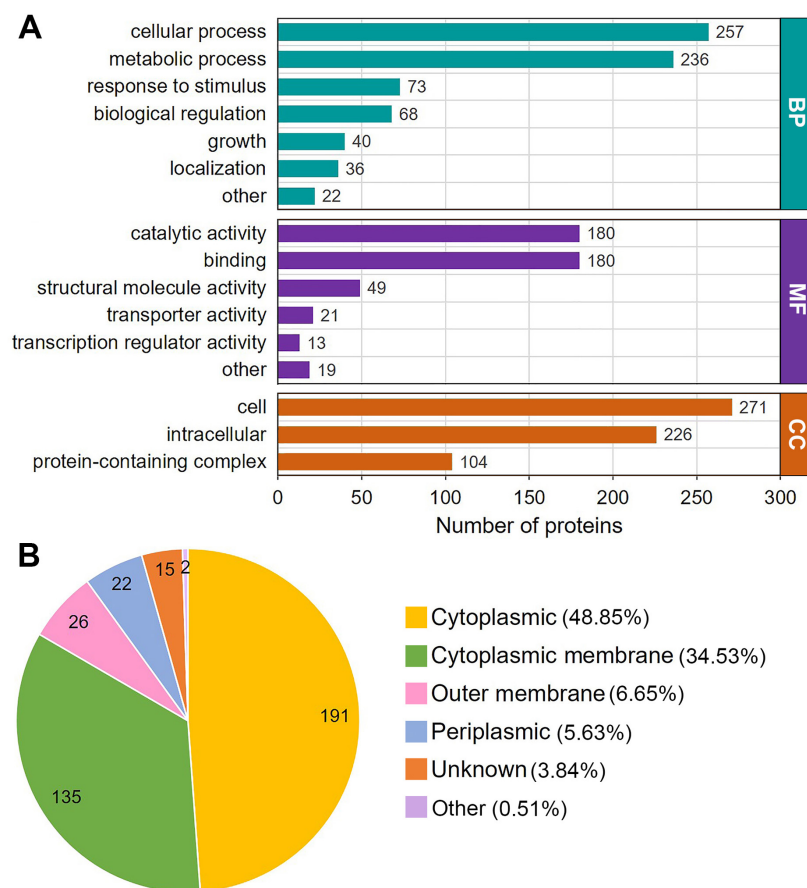 A
cellular process 257
metabolic process 236
response to stimulus 73
biological regulation 68
growth 40
localization 36
other 22
BP
catalytic activity 180
binding 180
structural molecule activity 49
transporter activity 21
transcription regulator activity 13
other 19
MF
cell 271
intracellular 226
protein-containing complex 104
CC
0 50 100 150 200 250 300
Number of proteins
B
15 2
22
26
191
135
Cytoplasmic (48.85%)
Cytoplasmic membrane (34.53%)
Outer membrane (6.65%)
Periplasmic (5.63%)
Unknown (3.84%)
Other (0.51%)